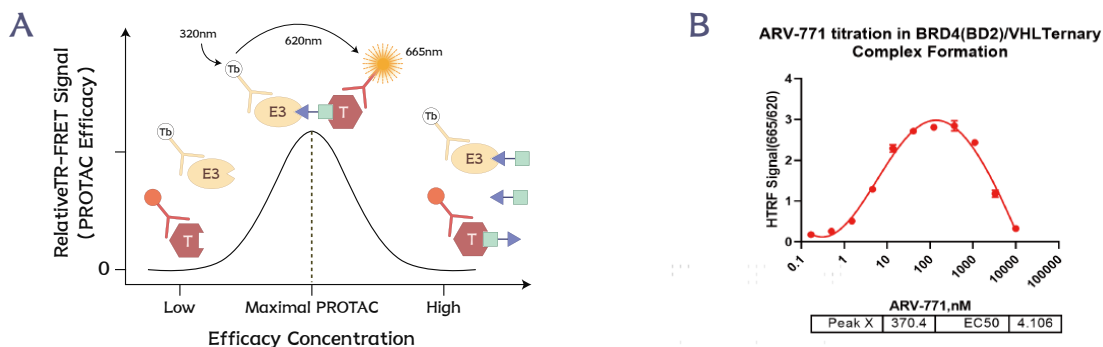 A
RelativeTR-FRET Signal
(PROTAC Efficacy)
0
320nm
620nm
665nm
Tb
E3
T
Tb
E3
T
Tb
E3
T
Low
Maximal PROTAC
High
Efficacy Concentration
B
ARV-771 titration in BRD4(BD2)/VHLTernary
Complex Formation
HTRF Signal(665/620)
4
3
2
1
0
0.1
1
10
100
1000
10000
100000
ARV-771,nM
Peak X 370.4 EC50 4.106